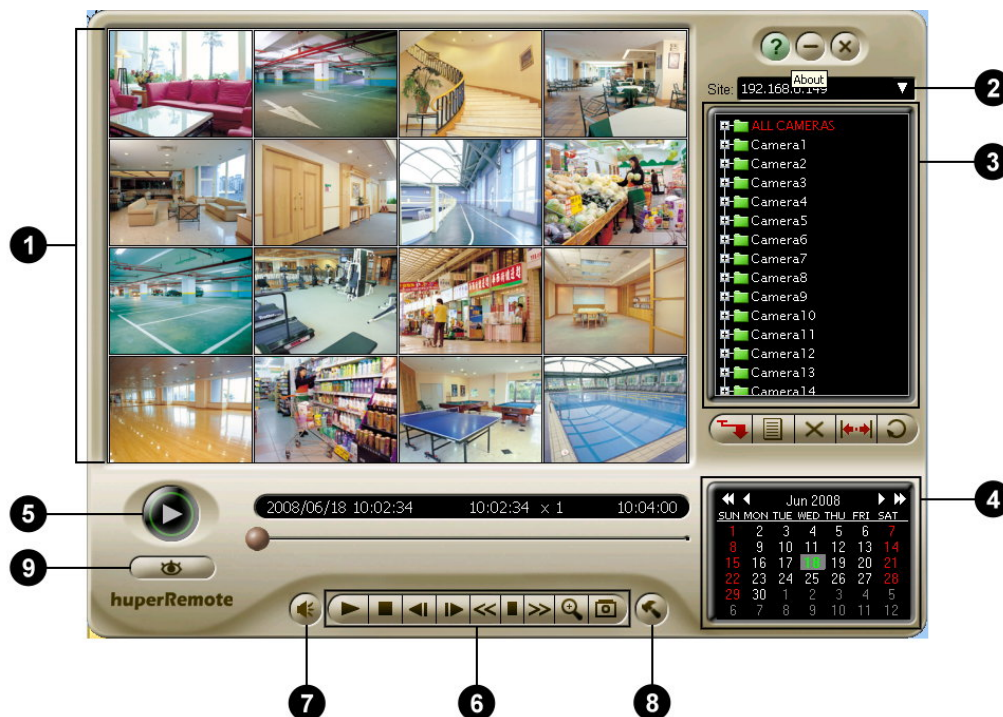 ?
About
Site: 192.168.0.149
ALL CAMERAS
Camera1
Camera2
Camera3
Camera4
Camera5
Camera6
Camera7
Camera8
Camera9
Camera10
Camera11
Camera12
Camera13
Camera14
2008/06/18 10:02:34 10:02:34 × 1 10:04:00
huperRemote
Jun 2008
SUN MON TUE WED THU FRI SAT
1 2 3 4 5 6 7
8 9 10 11 12 13 14
15 16 17 18 19 20 21
22 23 24 25 26 27 28
29 30 1 2 3 4 5
6 7 8 9 10 11 12
1
2
3
4
5
9
7
6
8